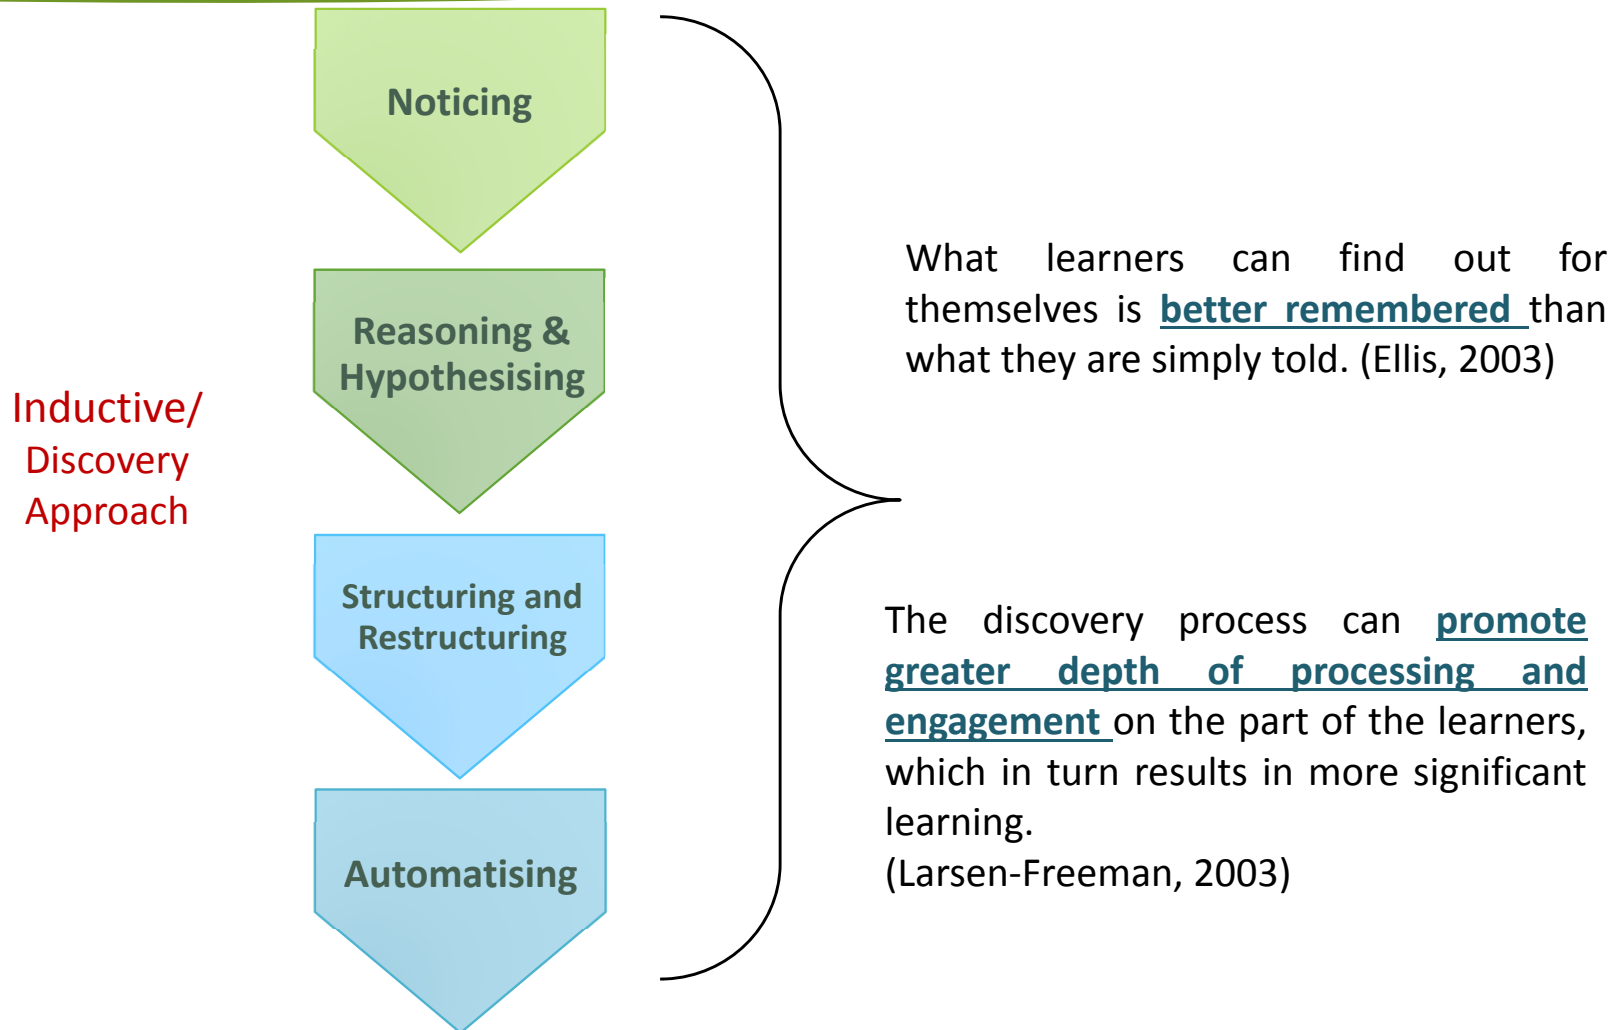 Inductive/
Discovery
Approach
Noticing
Reasoning &
Hypothesising
Structuring and
Restructuring
Automatising
What learners can find out for
themselves is better remembered than
what they are simply told. (Ellis, 2003)
The discovery process can promote
greater depth of processing and
engagement on the part of the learners,
which in turn results in more significant
learning.
(Larsen-Freeman, 2003)